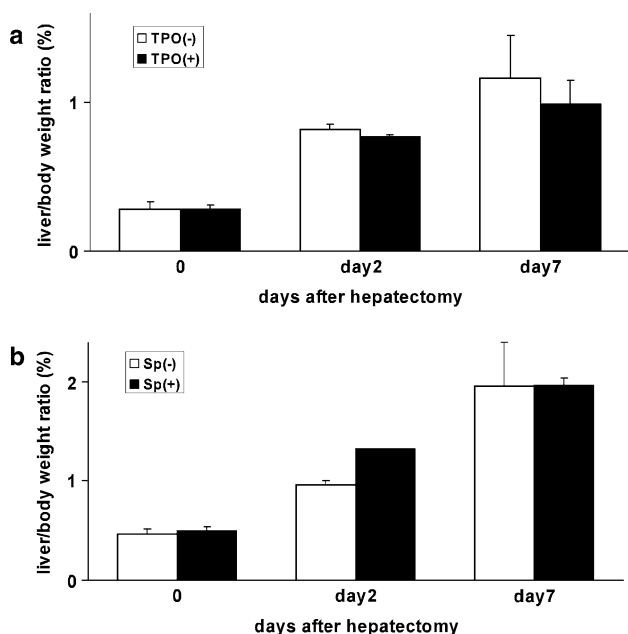 a
TPO(-)
TPO(+)
liver/body weight ratio (%)
1
0
0 day2 day7
days after hepatectomy
b
Sp(-)
Sp(+)
liver/body weight ratio (%)
2
1
0
0 day2 day7
days after hepatectomy